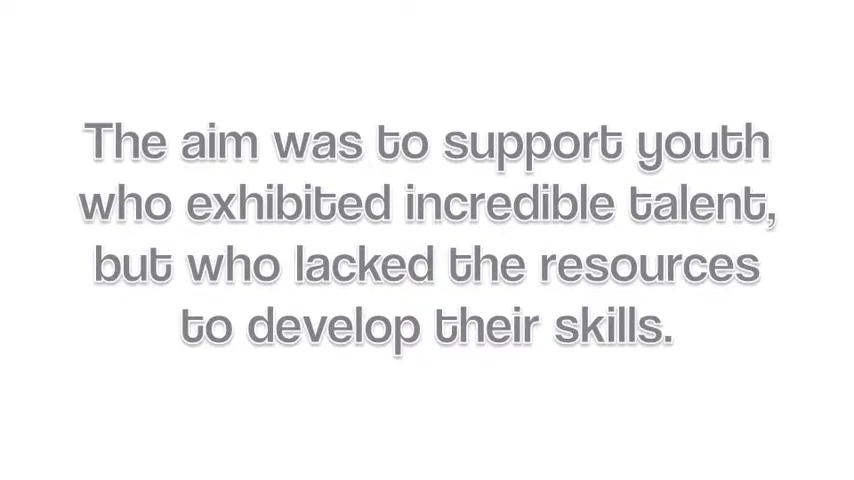 The aim was to support youth
who exhibited incredible talent,
but who lacked the resources
to develop their skills.